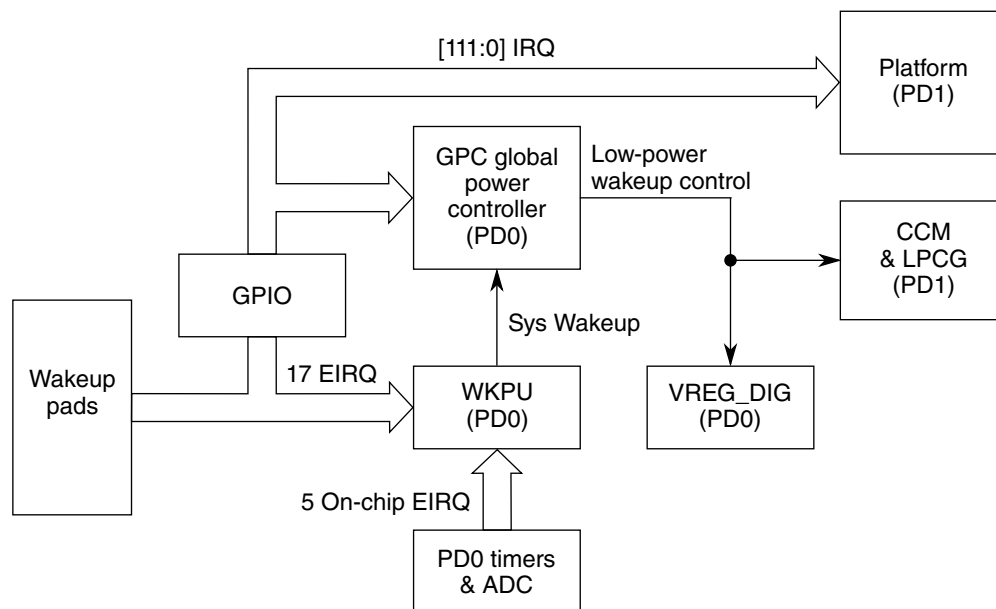 [111:0] IRQ
Platform
(PD1)
GPC global
power
controller
(PD0)
Low-power
wakeup control
CCM
& LPCG
(PD1)
GPIO
Sys Wakeup
Wakeup
pads
17 EIRQ
WKPU
(PD0)
VREG_DIG
(PD0)
5 On-chip EIRQ
PD0 timers
& ADC